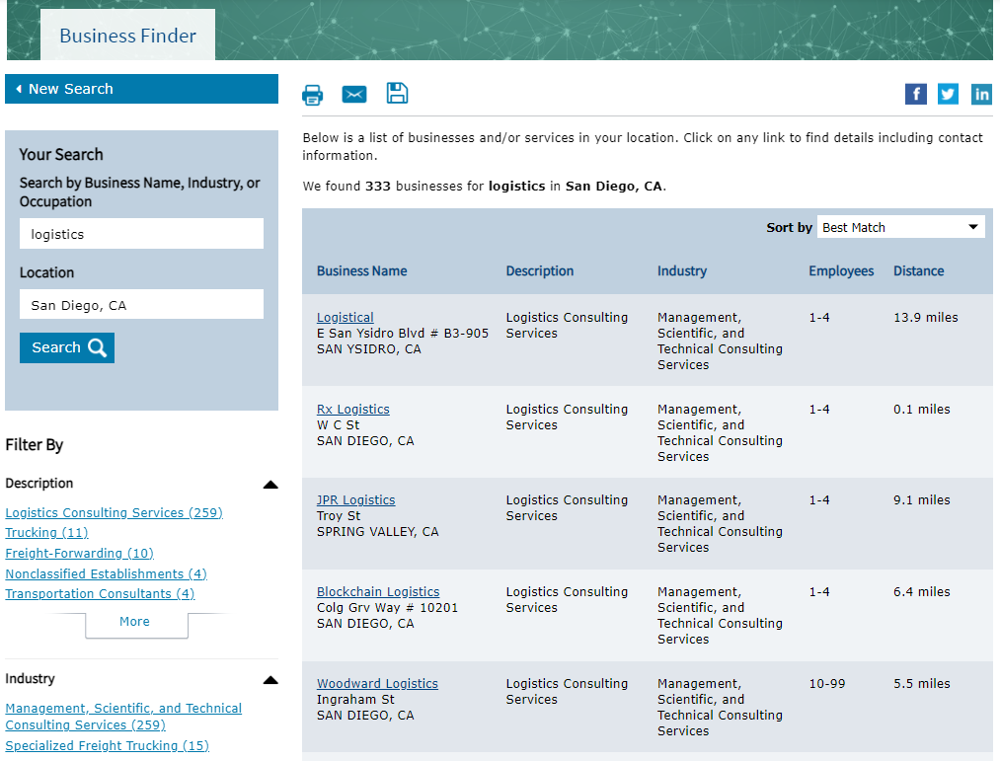 Business Finder
New Search
Your Search
Search by Business Name, Industry, or
Occupation
logistics
Location
San Diego, CA
Search
Filter By
Description
Logistics Consulting Services (259)
Trucking (11)
Freight-Forwarding (10)
Nonclassified Establishments (4)
Transportation Consultants (4)
More
Industry
Management, Scientific, and Technical
Consulting Services (259)
Specialized Freight Trucking (15)
f
in
Below is a list of businesses and/or services in your location. Click on any link to find details including contact
information.
We found 333 businesses for logistics in San Diego, CA.
Sort by Best Match
Business Name Description Industry Employees Distance
Logistical Logistics Consulting Management, 1-4 13.9 miles
E San Ysidro Blvd # B3-905 Services Scientific, and
SAN YSIDRO, CA Technical Consulting
Services
Rx Logistics Logistics Consulting Management, 1-4 0.1 miles
W C St Services Scientific, and
SAN DIEGO, CA Technical Consulting
Services
JPR Logistics Logistics Consulting Management, 1-4 9.1 miles
Troy St Services Scientific, and
SPRING VALLEY, CA Technical Consulting
Services
Blockchain Logistics Logistics Consulting Management, 1-4 6.4 miles
Colg Grv Way # 10201 Services Scientific, and
SAN DIEGO, CA Technical Consulting
Services
Woodward Logistics Logistics Consulting Management, 10-99 5.5 miles
Ingraham St Services Scientific, and
SAN DIEGO, CA Technical Consulting
Services